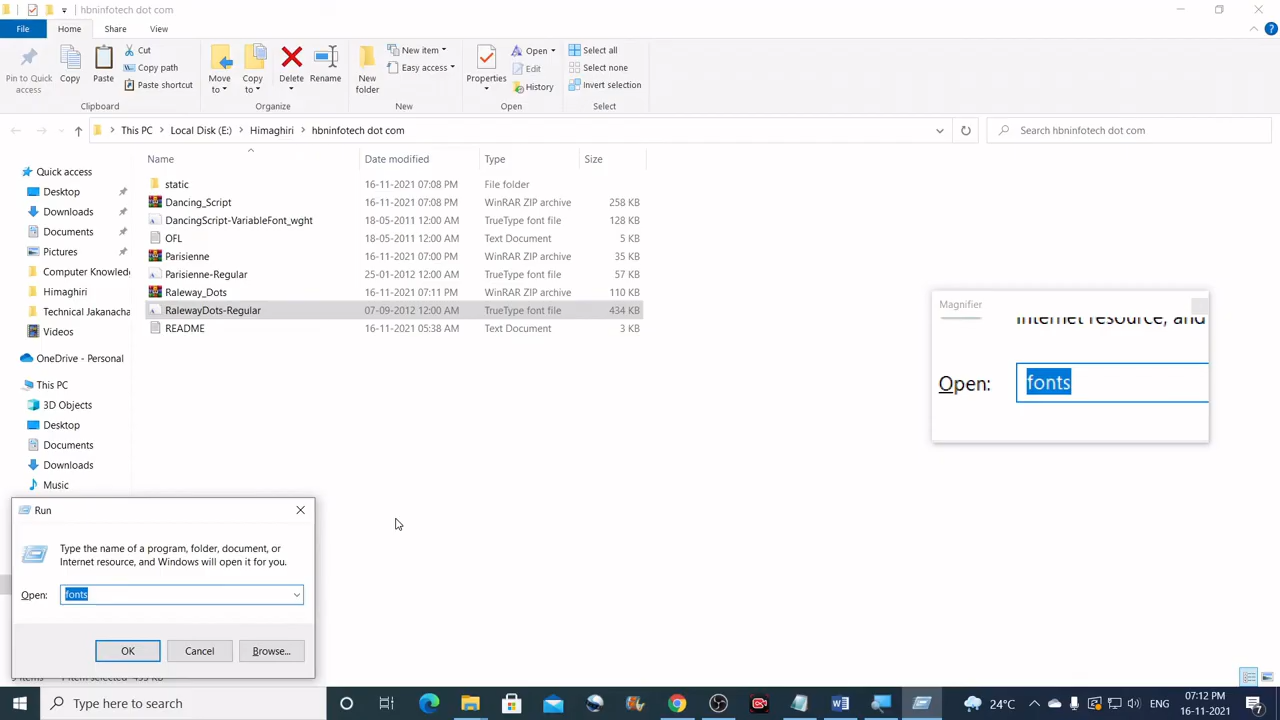 hbninfotech dot com
File Home Share View
Pin to Quick access
Copy
Paste
Cut
Copy path
Paste shortcut
Clipboard
Move to
Copy to
Delete
Rename
Organize
New folder
New item
Easy access
New
Properties
Open
Edit
History
Open
Select all
Select none
Invert selection
Select
This PC Local Disk (E:) Himaghiri hbninfotech dot com
Search hbninfotech dot com
Name Date modified Type Size
static 16-11-2021 07:08 PM File folder
Dancing_Script 16-11-2021 07:08 PM WinRAR ZIP archive 258 KB
DancingScript-VariableFont_wght 18-05-2011 12:00 AM TrueType font file 128 KB
OFL 18-05-2011 12:00 AM Text Document 5 KB
Parisienne 16-11-2021 07:00 PM WinRAR ZIP archive 35 KB
Parisienne-Regular 25-01-2012 12:00 AM TrueType font file 57 KB
Raleway_Dots 16-11-2021 07:11 PM WinRAR ZIP archive 110 KB
RalewayDots-Regular 07-09-2012 12:00 AM TrueType font file 434 KB
README 16-11-2021 05:38 AM Text Document 3 KB
Quick access
Desktop
Downloads
Documents
Pictures
Computer Knowled
Himaghiri
Technical Jakanacha
Videos
OneDrive - Personal
This PC
3D Objects
Desktop
Documents
Downloads
Music
Magnifier
Internet resource, and
Open: fonts
Run
Type the name of a program, folder, document, or
Internet resource, and Windows will open it for you.
Open: fonts
OK Cancel Browse...
Type here to search
24°C
07:12 PM
16-11-2021
7